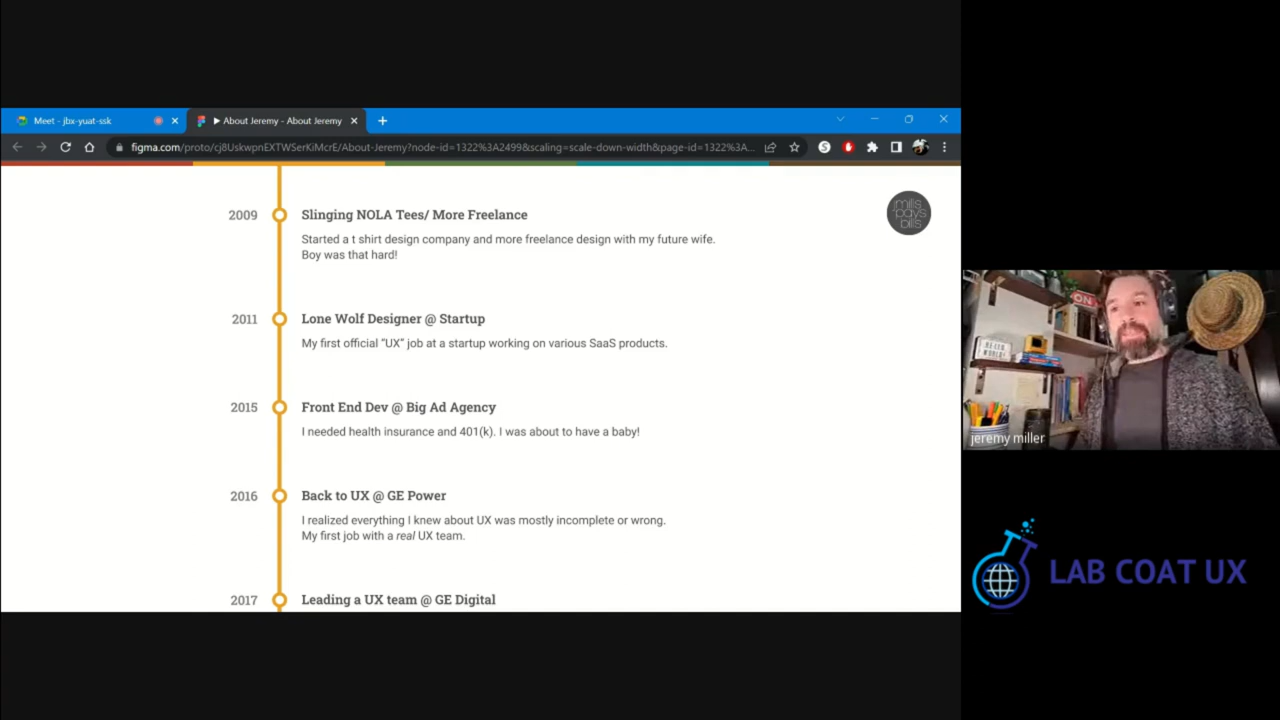 Meet - jbx-yuat-ssk
About Jeremy - About Jeremy
figma.com/proto/cj8UskwpnEXTWSerKiMcrE/About-Jeremy?node-id=1322%3A2499&scaling=scale-down-width&page-id=1322%3A...
2009
Slinging NOLA Tees/ More Freelance
Started a t shirt design company and more freelance design with my future wife.
Boy was that hard!
mills
pays
bills
2011
Lone Wolf Designer @ Startup
My first official “UX” job at a startup working on various SaaS products.
2015
Front End Dev @ Big Ad Agency
I needed health insurance and 401(k). I was about to have a baby!
2016
Back to UX @ GE Power
I realized everything I knew about UX was mostly incomplete or wrong.
My first job with a real UX team.
2017
Leading a UX team @ GE Digital
ON
HELLO
WORLD!
jeremy miller
LAB COAT UX